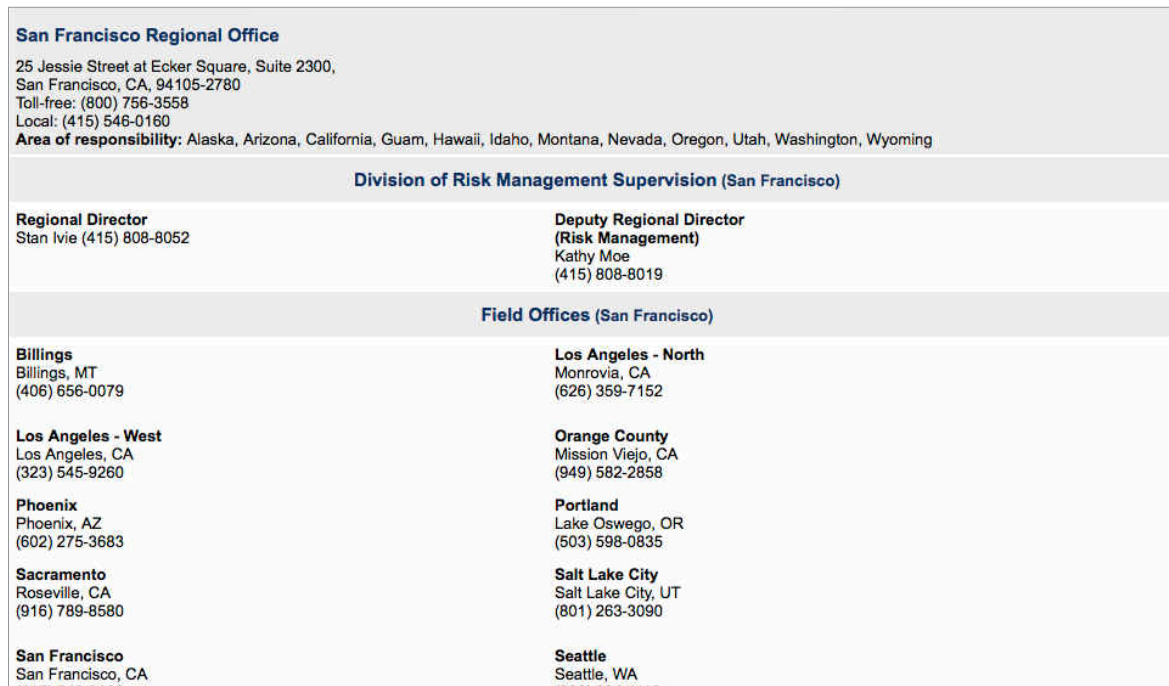 San Francisco Regional Office
25 Jessie Street at Ecker Square, Suite 2300,
San Francisco, CA, 94105-2780
Toll-free: (800) 756-3558
Local: (415) 546-0160
Area of responsibility: Alaska, Arizona, California, Guam, Hawaii, Idaho, Montana, Nevada, Oregon, Utah, Washington, Wyoming
Division of Risk Management Supervision (San Francisco)
Regional Director
Stan Ivie (415) 808-8052
Deputy Regional Director
(Risk Management)
Kathy Moe
(415) 808-8019
Field Offices (San Francisco)
Billings
Billings, MT
(406) 656-0079
Los Angeles - North
Monrovia, CA
(626) 359-7152
Los Angeles - West
Los Angeles, CA
(323) 545-9260
Orange County
Mission Viejo, CA
(949) 582-2858
Phoenix
Phoenix, AZ
(602) 275-3683
Portland
Lake Oswego, OR
(503) 598-0835
Sacramento
Roseville, CA
(916) 789-8580
Salt Lake City
Salt Lake City, UT
(801) 263-3090
San Francisco
San Francisco, CA
Seattle
Seattle, WA